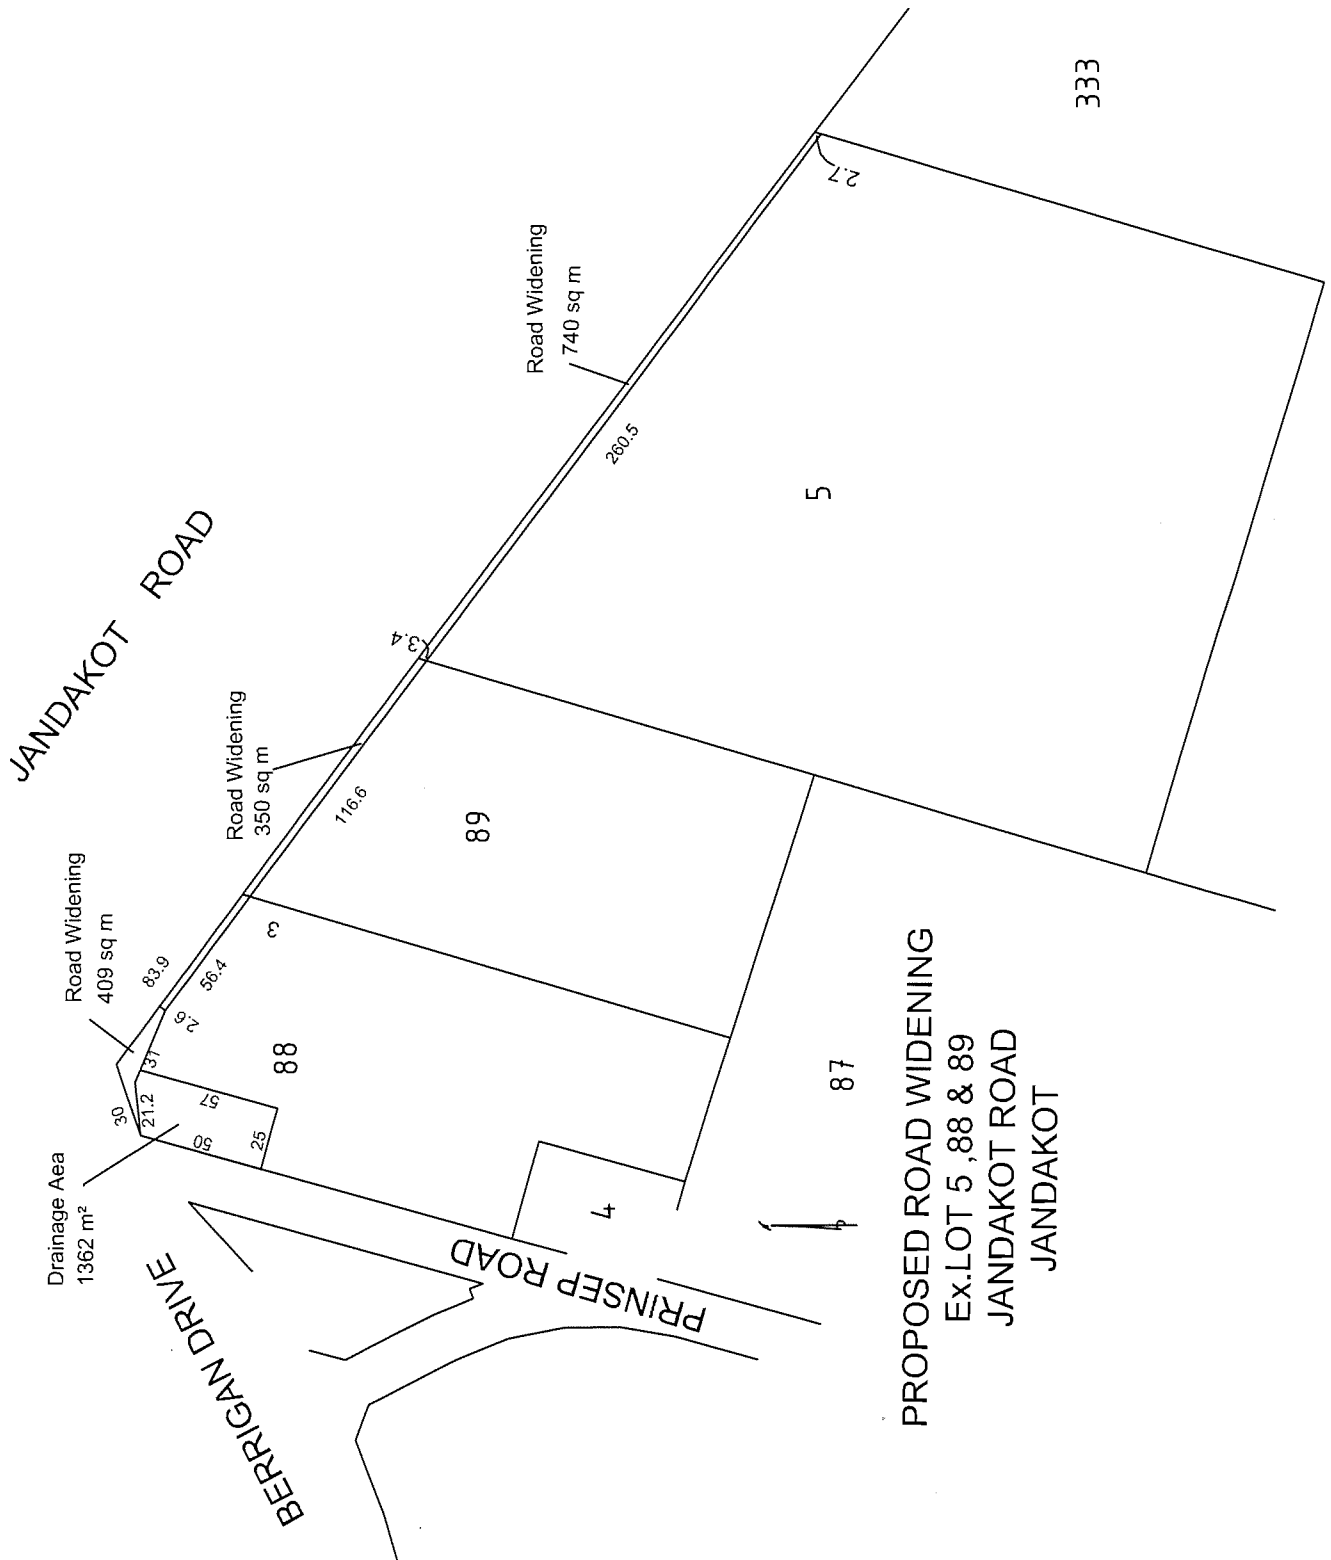 JANDAKOT ROAD
Road Widening
740 sq m
Road Widening
350 sq m
Road Widening
409 sq m
Drainage Aea
1362 m²
BERRIGAN DRIVE
PRINSEP ROAD
333
5
89
88
87
4
2.7
260.5
3.4
116.6
3
83.9
56.4
2.6
31
30
21.2
57
50
25
PROPOSED ROAD WIDENING
Ex.LOT 5 ,88 & 89
JANDAKOT ROAD
JANDAKOT